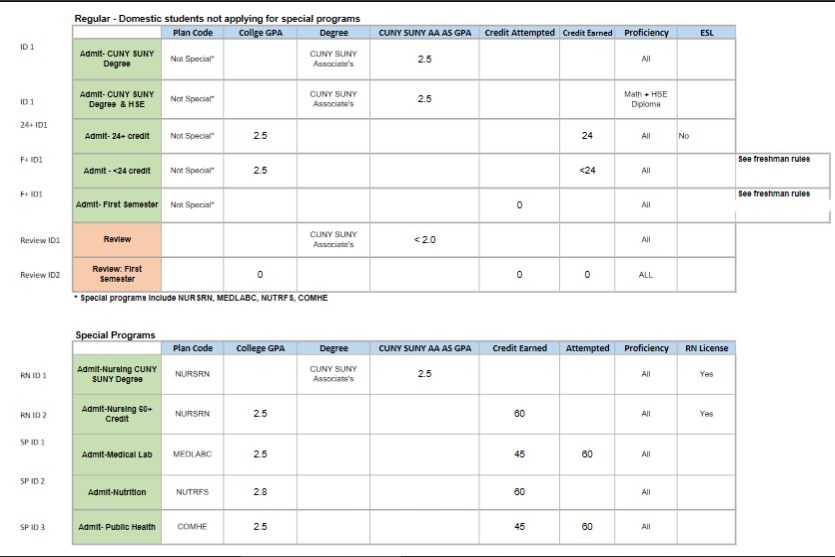 Regular - Domestic students not applying for special programs
Plan Code Collge GPA Degree CUNY SUNY AA AS GPA Credit Attempted Credit Earned Proficiency ESL
ID 1 Admit- CUNY SUNY Degree Not Special* CUNY SUNY Associate's 2.5 All
ID 1 Admit- CUNY SUNY Degree & HSE Not Special* CUNY SUNY Associate's 2.5 Math + HSE Diploma
24+ ID1 Admit- 24+ credit Not Special* 2.5 24 All No
F+ ID1 Admit - <24 credit Not Special* 2.5 <24 All See freshman rules
F+ ID1 Admit- First Semester Not Special* 0 All See freshman rules
Review ID1 Review CUNY SUNY Associate's < 2.0 All
Review ID2 Review: First Semester 0 0 0 ALL
* Special programs include NURSRN, MEDLABC, NUTRFS, COMHE
Special Programs
Plan Code College GPA Degree CUNY SUNY AA AS GPA Credit Earned Attempted Proficiency RN License
RN ID 1 Admit-Nursing CUNY SUNY Degree NURSRN CUNY SUNY Associate's 2.5 All Yes
RN ID 2 Admit-Nursing 60+ Credit NURSRN 2.5 60 All Yes
SP ID 1 Admit-Medical Lab MEDLABC 2.5 45 60 All
SP ID 2 Admit-Nutrition NUTRFS 2.8 60 All
SP ID 3 Admit- Public Health COMHE 2.5 45 60 All